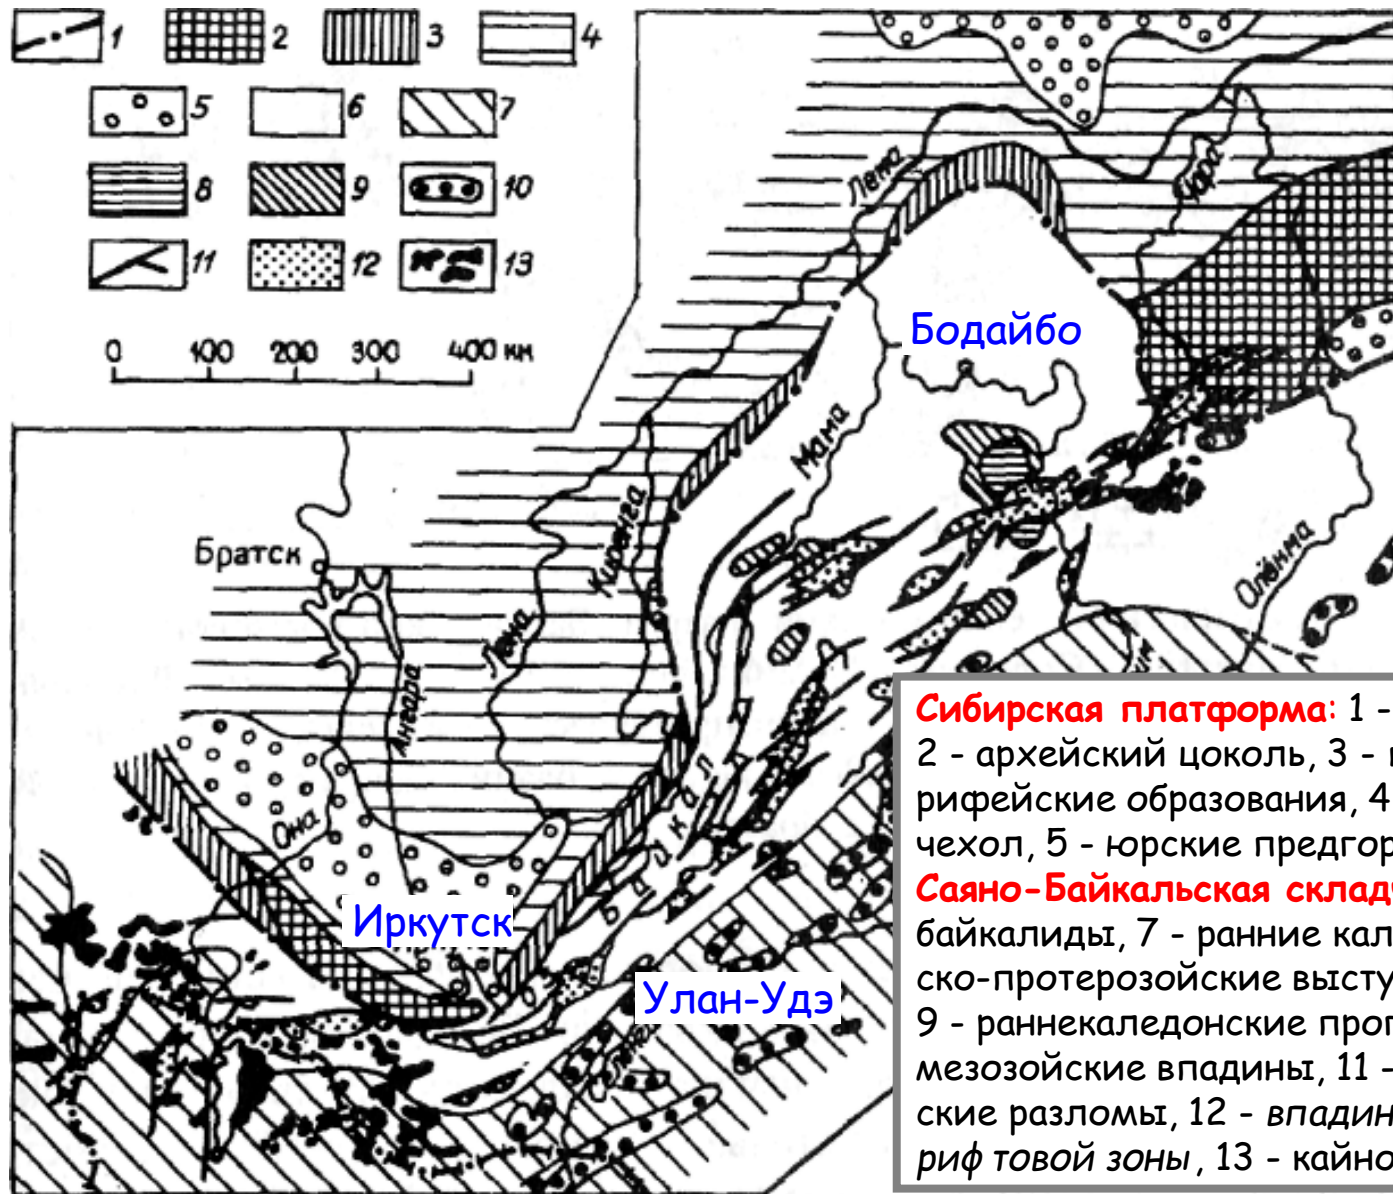 1 2 3 4
5 6 7
8 9 10
11 12 13
0 100 200 300 400 км
Лена
Чара
Бодайбо
Мама
Киренга
Братск
Олёкма
Лена
Ангара
Она
Байкал
Иркутск
Улан-Удэ
Сибирская платформа: 1 -
2 - архейский цоколь, 3 -
рифейские образования, 4
чехол, 5 - юрские предгор
Саяно-Байкальская склад
байкалиды, 7 - ранние кал
ско-протерозойские высту
9 - раннекаледонские прог
мезозойские впадины, 11 -
ские разломы, 12 - впадин
риф товой зоны, 13 - кайно